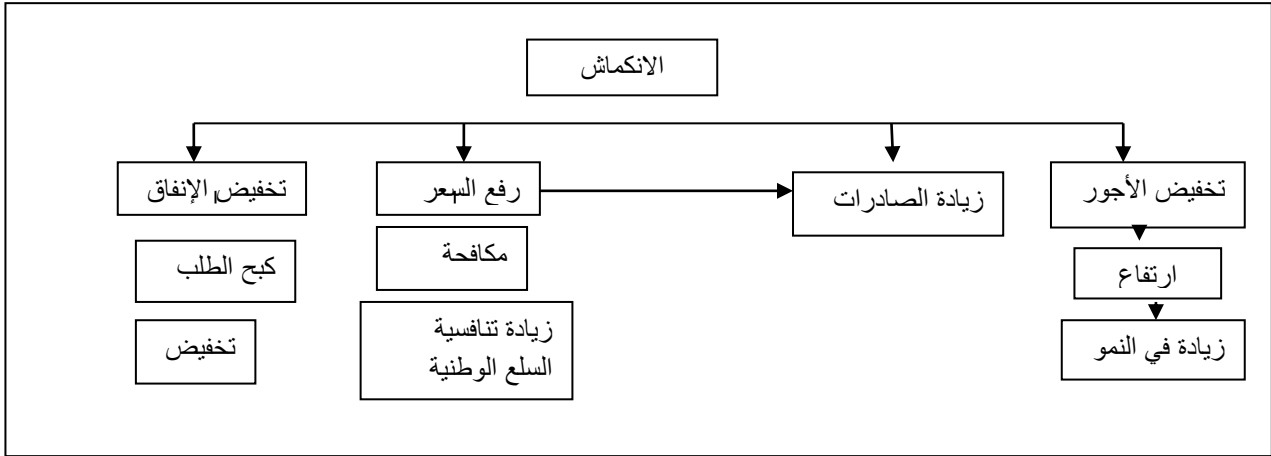 الانكماش
تخفيض الأجور
زيادة الصادرات
رفع السعر
تخفيض الإنفاق
ارتفاع
مكافحة
كبح الطلب
زيادة في النمو
زيادة تنافسية
السلع الوطنية
تخفيض